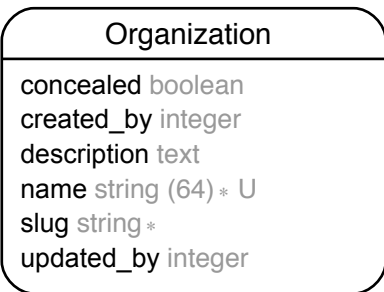 Organization
concealed boolean
created_by integer
description text
name string (64) * U
slug string *
updated_by integer